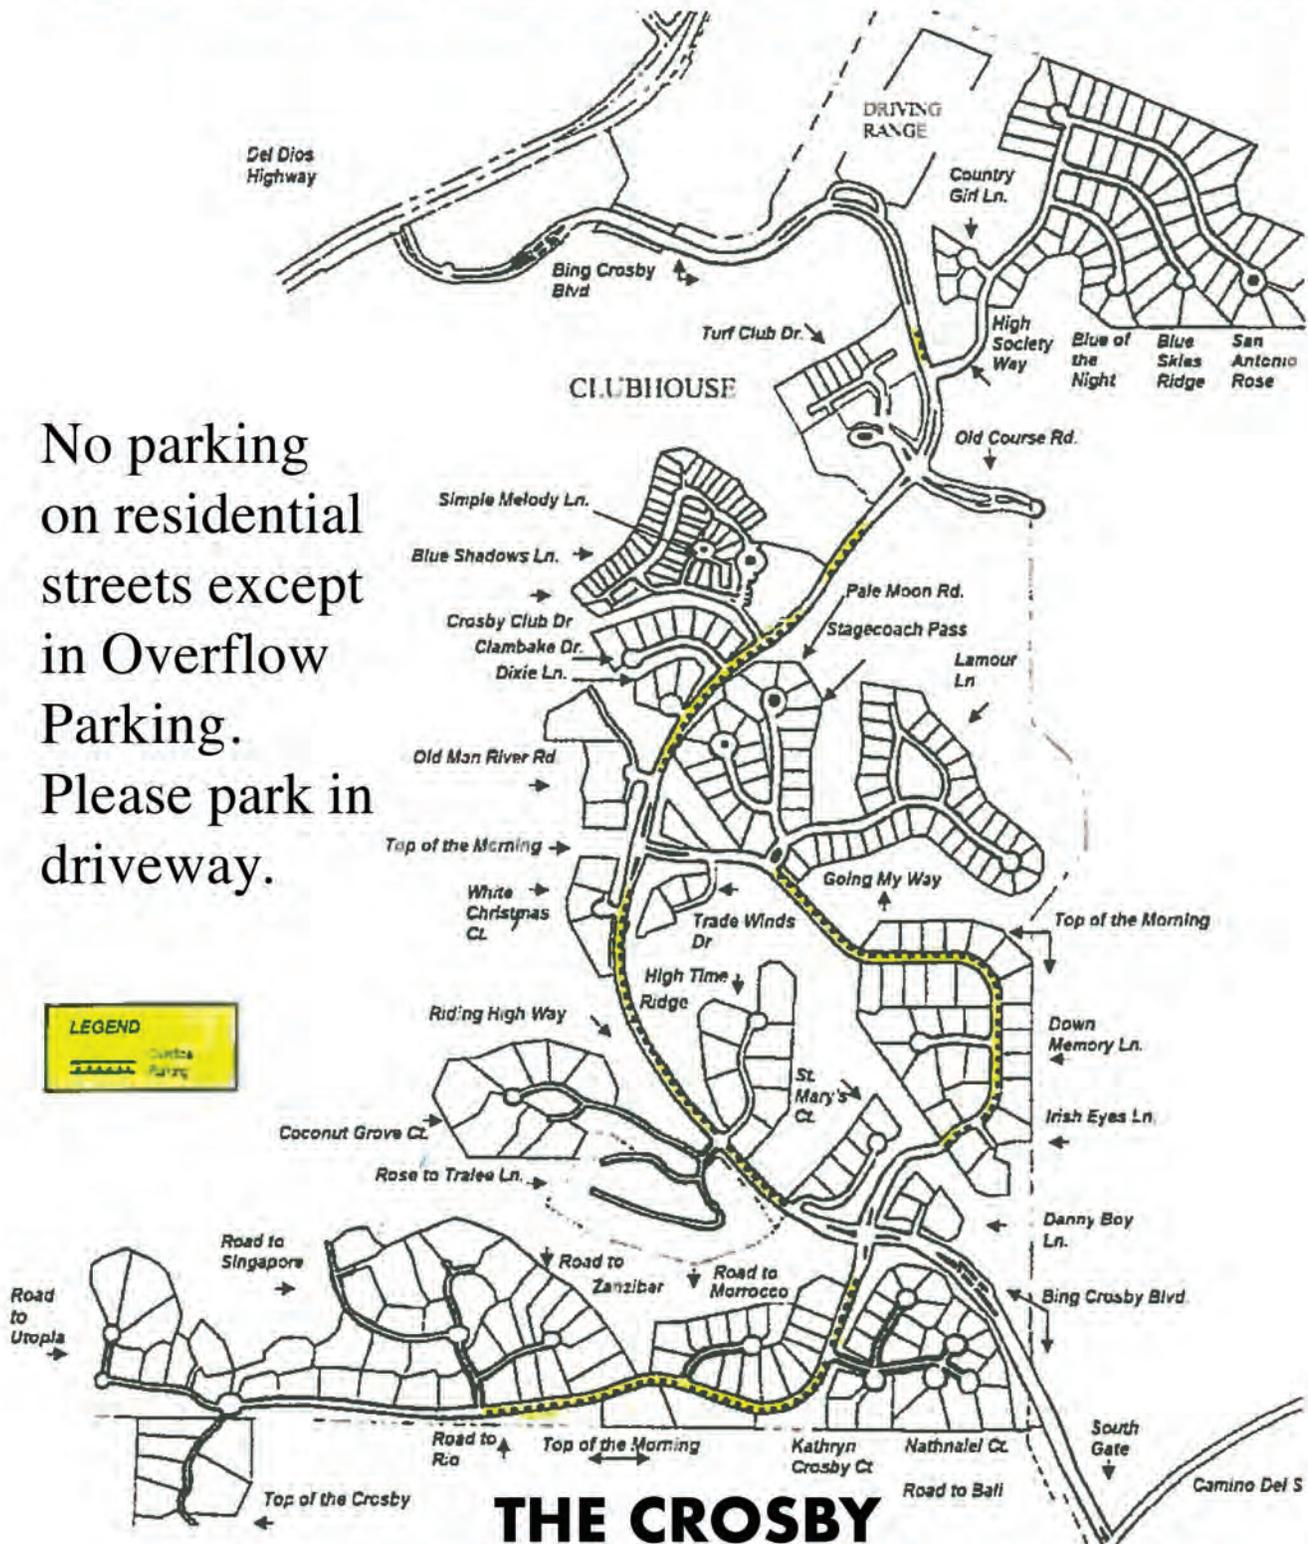 DRIVING
RANGE
Del Dios
Highway
Country
Girl Ln.
Bing Crosby
Blvd
Turf Club Dr.
High
Society
Way
Blue of
the
Night
Blue
Skies
Ridge
San
Antonio
Rose
CLUBHOUSE
No parking
on residential
streets except
in Overflow
Parking.
Please park in
driveway.
Old Course Rd.
Simple Melody Ln.
Blue Shadows Ln.
Pale Moon Rd.
Crosby Club Dr
Stagecoach Pass
Clambake Dr.
Dixie Ln.
Lamour
Ln
Old Man River Rd
Top of the Morning
Going My Way
White
Christmas
Ct.
Trade Winds
Dr
Top of the Morning
High Time
Ridge
LEGEND
Riding High Way
Down
Memory Ln.
St.
Mary's
Ct.
Irish Eyes Ln.
Coconut Grove Ct.
Rose to Tralee Ln.
Danny Boy
Ln.
Road to
Singapore
Road to
Zanzibar
Road to
Morrocco
Road
to
Utopia
Bing Crosby Blvd.
Road to
Rio
Top of the Morning
Kathryn
Crosby Ct
Nathnalel Ct.
Road to Bali
South
Gate
Camino Del S
Top of the Crosby
THE CROSBY